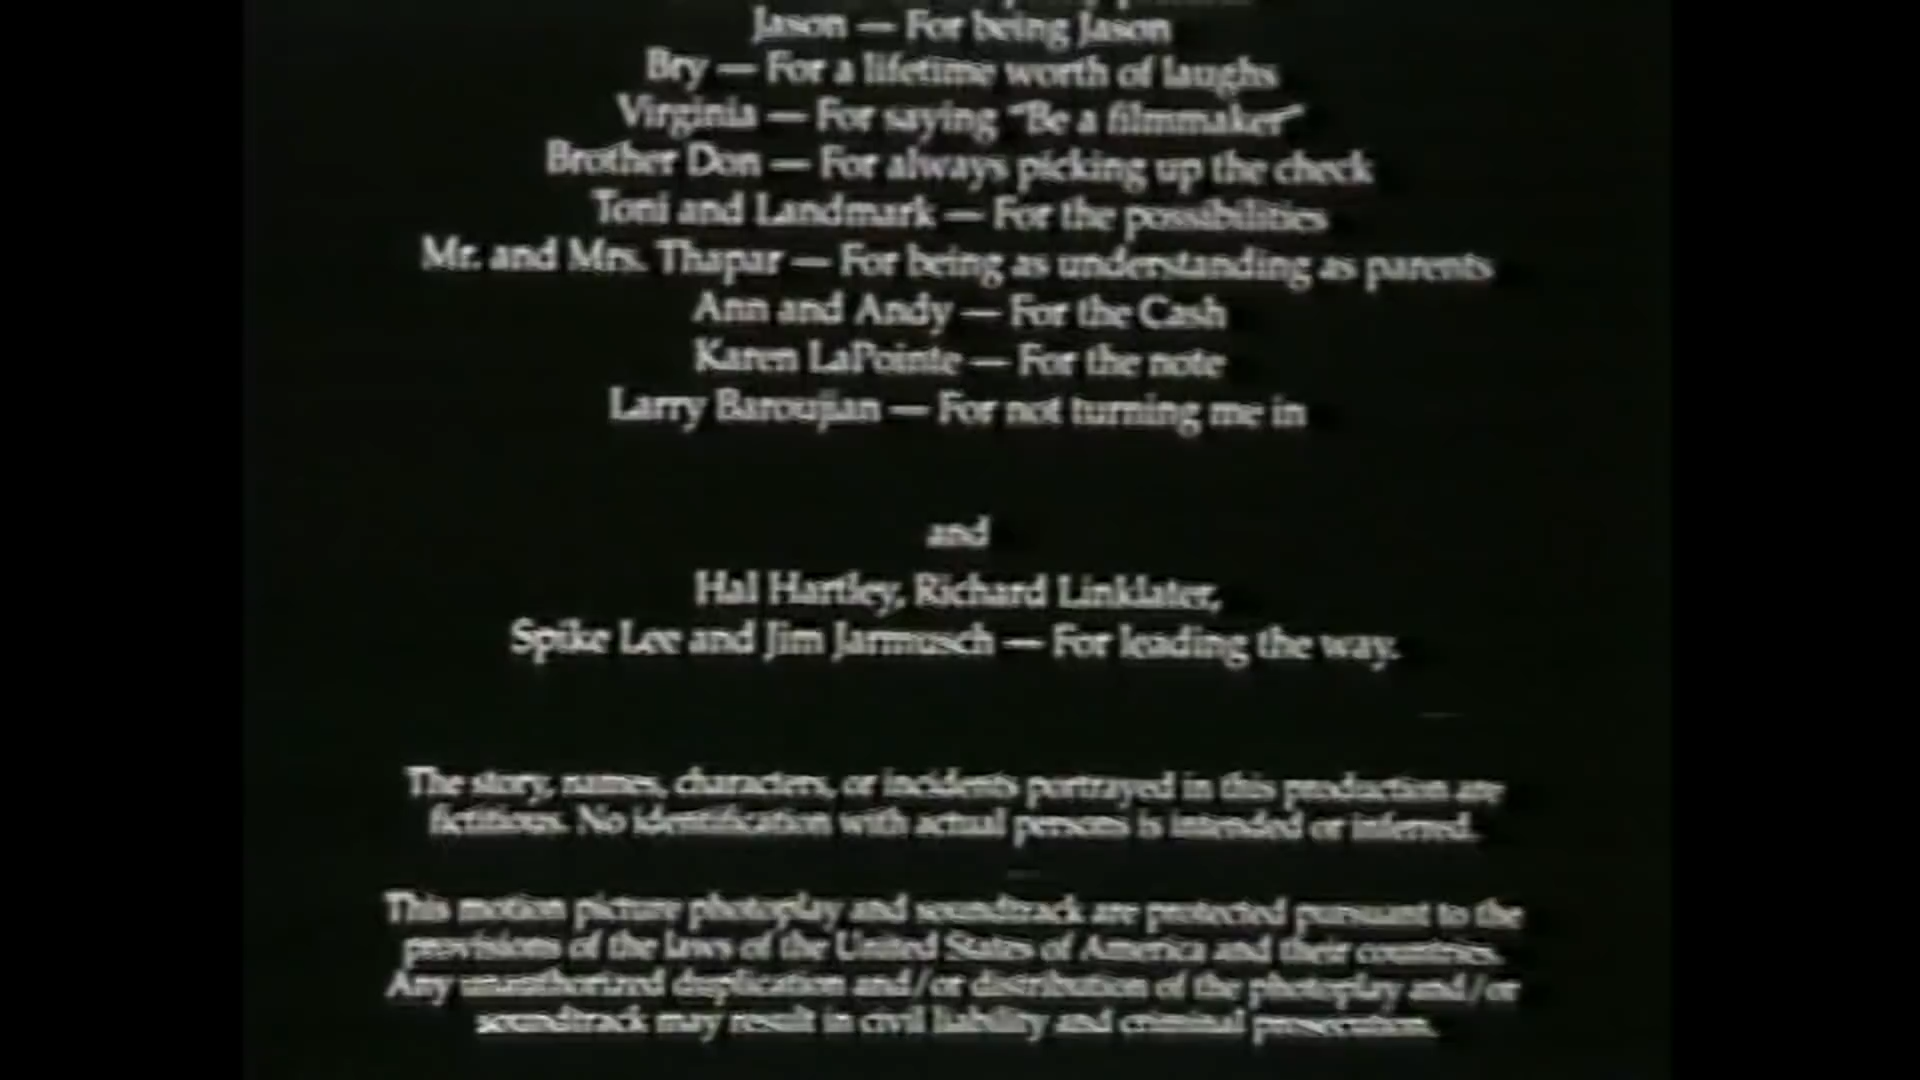 Jason — For being Jason
Bry — For a lifetime worth of laughs
Virginia — For saying "Be a filmmaker"
Brother Don — For always picking up the check
Toni and Landmark — For the possibilities
Mr. and Mrs. Thapar — For being as understanding as parents
Ann and Andy — For the Cash
Karen LaPointe — For the note
Larry Baroujian — For not turning me in
and
Hal Hartley, Richard Linklater,
Spike Lee and Jim Jarmusch — For leading the way.
The story, names, characters, or incidents portrayed in this production are
fictitious. No identification with actual persons is intended or inferred.
This motion picture photoplay and soundtrack are protected pursuant to the
provisions of the laws of the United States of America and their countries.
Any unauthorized duplication and/or distribution of the photoplay and/or
soundtrack may result in civil liability and criminal prosecution.